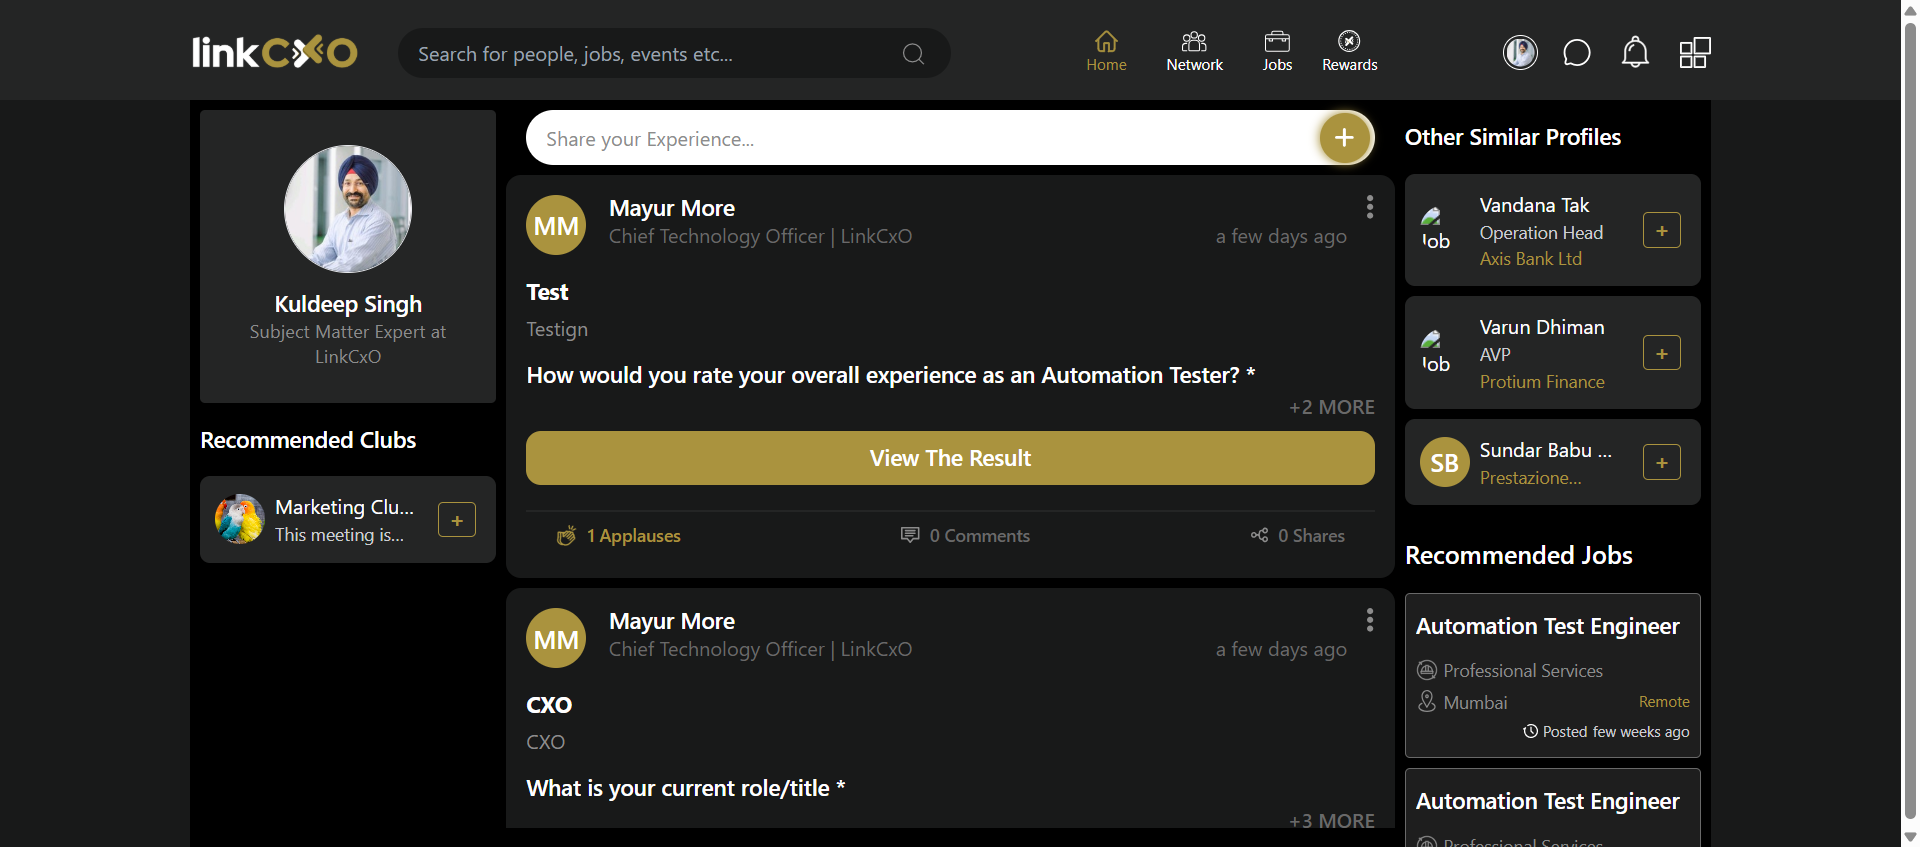 linkCXO
Search for people, jobs, events etc...
Home
Network
Jobs
Rewards
Kuldeep Singh
Subject Matter Expert at
LinkCxO
Recommended Clubs
Marketing Clu...
This meeting is...
+
Share your Experience...
+
MM
Mayur More
Chief Technology Officer | LinkCxO
a few days ago
Test
Testign
How would you rate your overall experience as an Automation Tester? *
+2 MORE
View The Result
1 Applauses
0 Comments
0 Shares
MM
Mayur More
Chief Technology Officer | LinkCxO
a few days ago
CXO
CXO
What is your current role/title *
+3 MORE
Other Similar Profiles
Job
Vandana Tak
Operation Head
Axis Bank Ltd
+
Job
Varun Dhiman
AVP
Protium Finance
+
SB
Sundar Babu ...
Prestazione...
+
Recommended Jobs
Automation Test Engineer
Professional Services
Mumbai
Remote
Posted few weeks ago
Automation Test Engineer
Professional Services